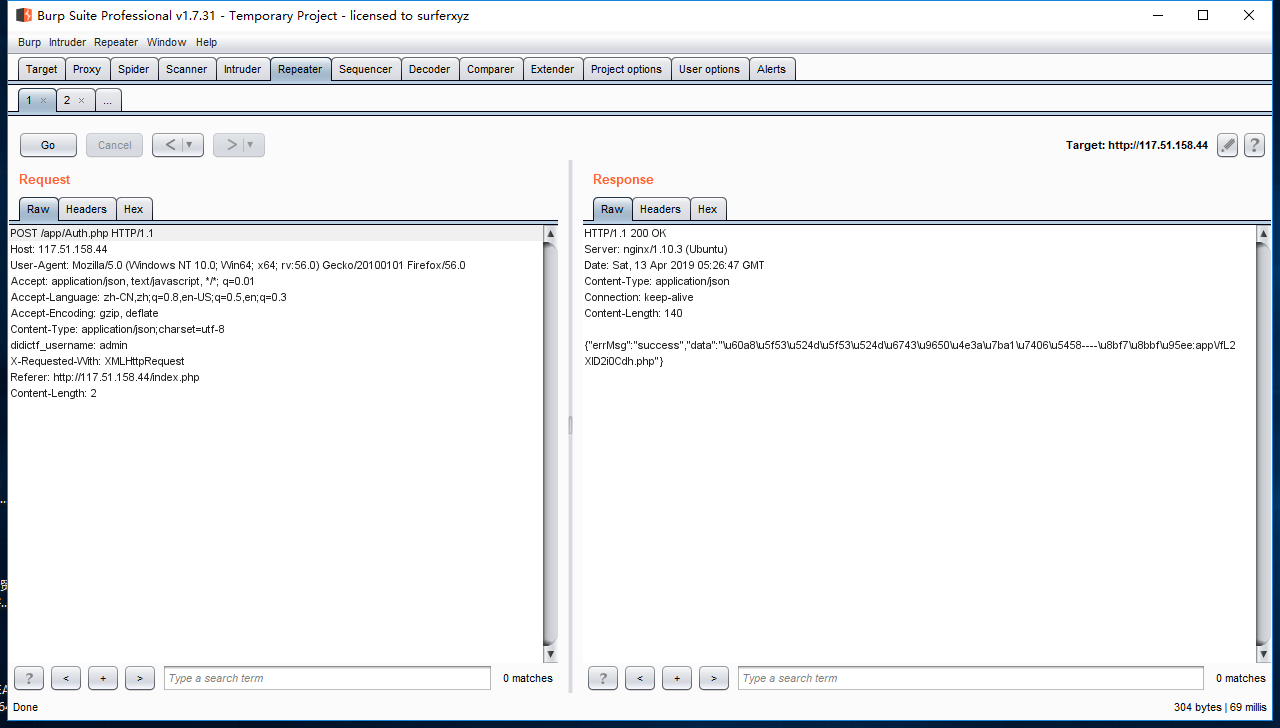 Burp Suite Professional v1.7.31 - Temporary Project - licensed to surferxyz
Burp Intruder Repeater Window Help
Target Proxy Spider Scanner Intruder Repeater Sequencer Decoder Comparer Extender Project options User options Alerts
1 × 2 × ...
Go Cancel < | ▼ > | ▼ Target: http://117.51.158.44 ?
Request
Raw Headers Hex
POST /app/Auth.php HTTP/1.1
Host: 117.51.158.44
User-Agent: Mozilla/5.0 (Windows NT 10.0; Win64; x64; rv:56.0) Gecko/20100101 Firefox/56.0
Accept: application/json, text/javascript, */*; q=0.01
Accept-Language: zh-CN,zh;q=0.8,en-US;q=0.5,en;q=0.3
Accept-Encoding: gzip, deflate
Content-Type: application/json;charset=utf-8
didictf_username: admin
X-Requested-With: XMLHttpRequest
Referer: http://117.51.158.44/index.php
Content-Length: 2
? < + > Type a search term 0 matches
Response
Raw Headers Hex
HTTP/1.1 200 OK
Server: nginx/1.10.3 (Ubuntu)
Date: Sat, 13 Apr 2019 05:26:47 GMT
Content-Type: application/json
Connection: keep-alive
Content-Length: 140
{"errMsg":"success","data":"\u60a8\u5f53\u524d\u5f53\u524d\u6743\u9650\u4e3a\u7ba1\u7406\u5458----\u8bf7\u8bbf\u95ee:app\/fL2
XID2i0Cdh.php"}
? < + > Type a search term 0 matches
Done 304 bytes | 69 millis